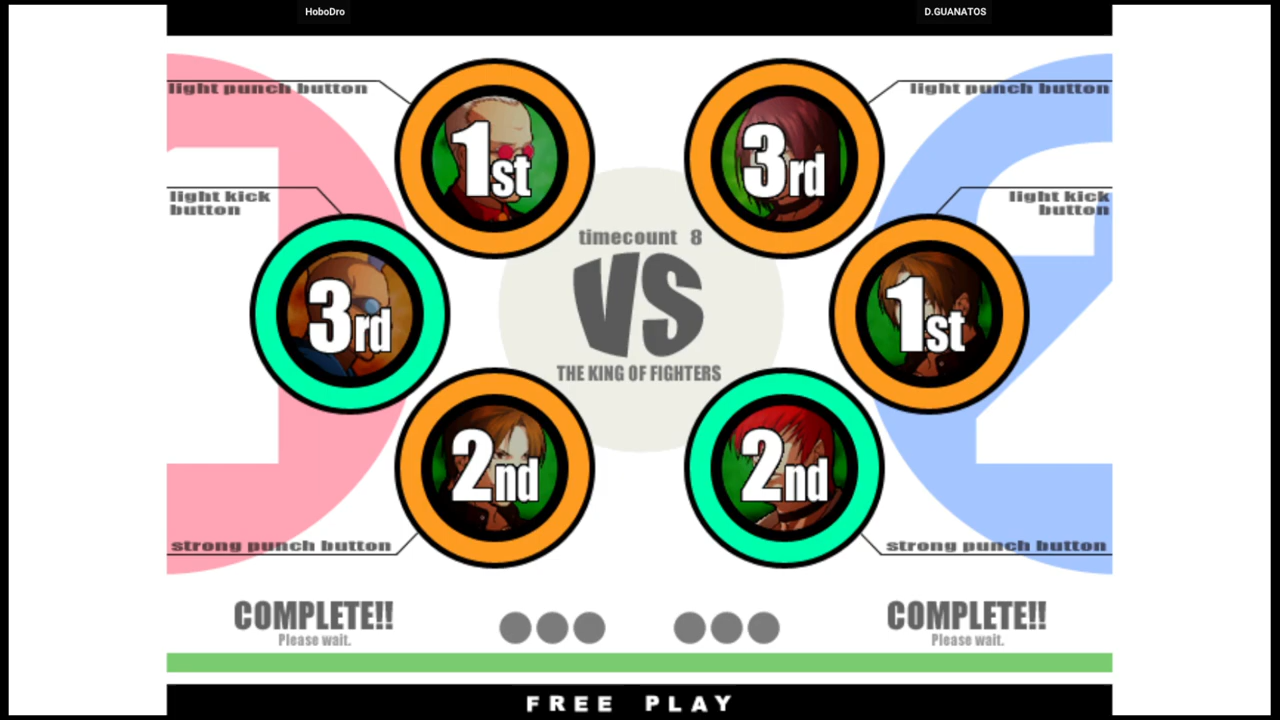 HoboDro
D.GUANATOS
light punch button
light punch button
1st
3rd
light kick
button
light kick
button
timecount 8
VS
THE KING OF FIGHTERS
3rd
1st
2nd
2nd
strong punch button
strong punch button
COMPLETE!!
Please wait.
COMPLETE!!
Please wait.
FREE PLAY